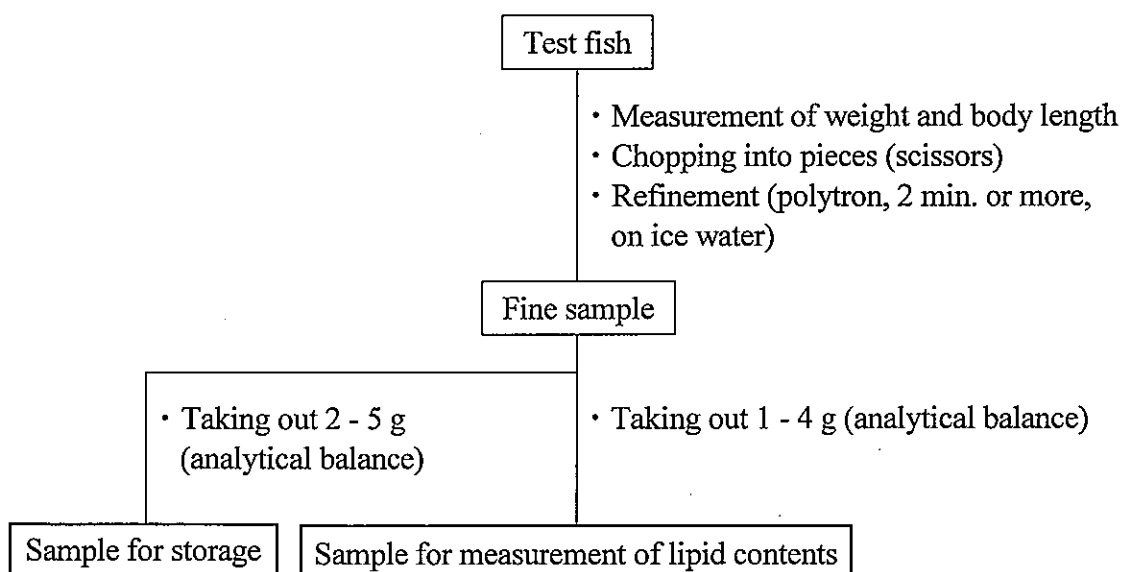 Test fish
・Measurement of weight and body length
・Chopping into pieces (scissors)
・Refinement (polytron, 2 min. or more,
on ice water)
Fine sample
・Taking out 2 - 5 g
(analytical balance)
・Taking out 1 - 4 g (analytical balance)
Sample for storage
Sample for measurement of lipid contents